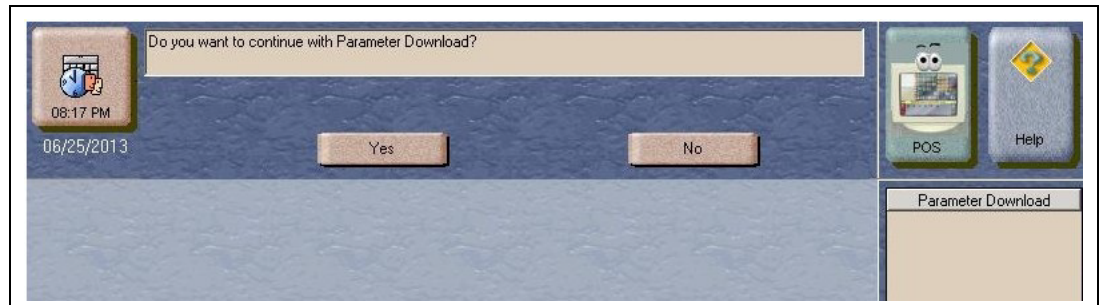 Do you want to continue with Parameter Download?
08:17 PM
06/25/2013
Yes
No
POS
Help
Parameter Download